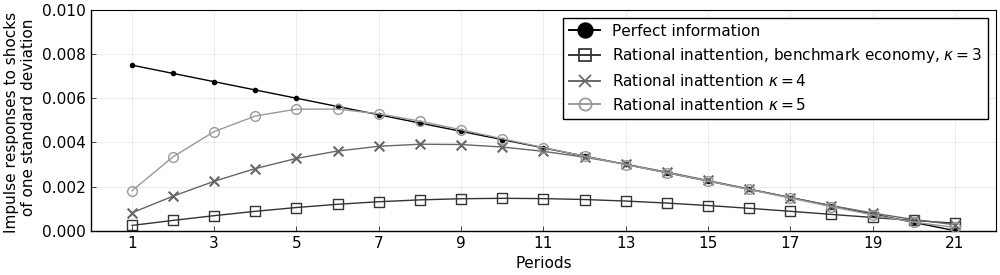 Impulse responses to shocks
of one standard deviation
0.010
0.008
0.006
0.004
0.002
0.000
Perfect information
Rational inattention, benchmark economy, κ = 3
Rational inattention κ = 4
Rational inattention κ = 5
1 3 5 7 9 11 13 15 17 19 21
Periods